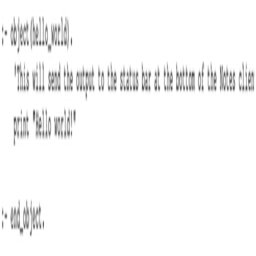 :- object(hello_world).
'This will send the output to the status bar at the bottom of the Notes clien
print "Hello world!"
:- end_object.